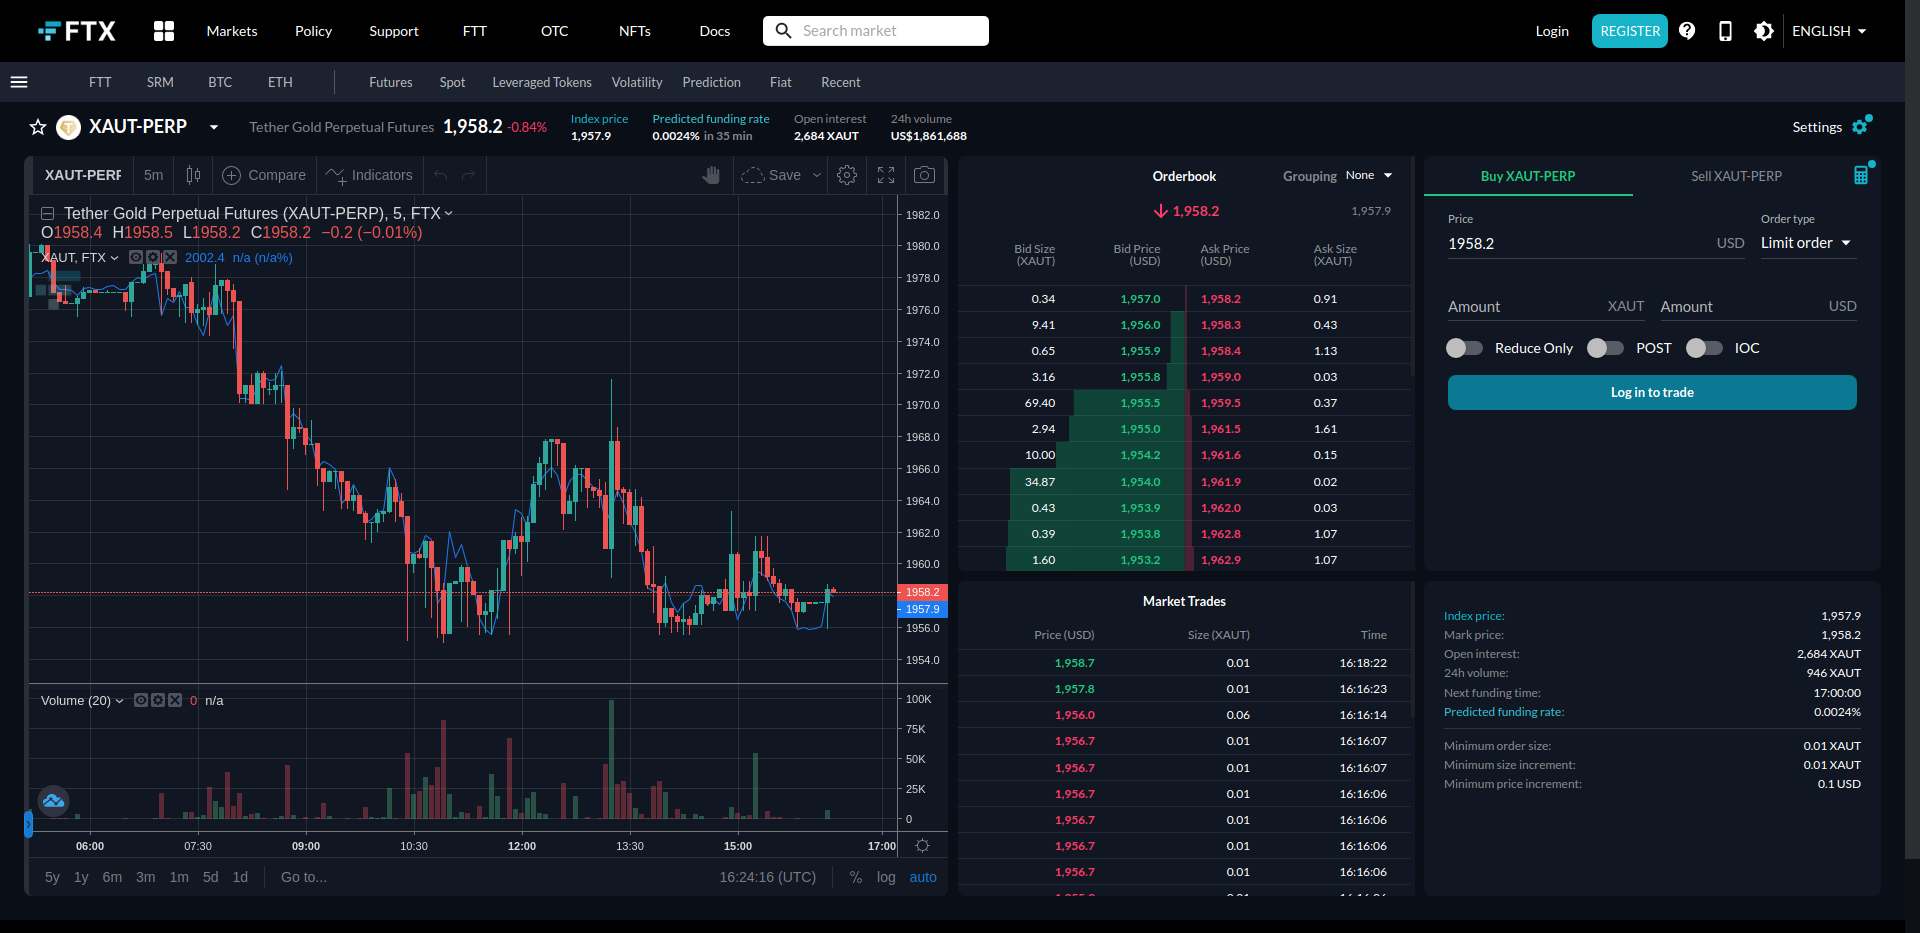 FTX Markets Policy Support FTT OTC NFTs Docs Search market Login REGISTER ENGLISH
FTT SRM BTC ETH Futures Spot Leveraged Tokens Volatility Prediction Fiat Recent
XAUT-PERP Tether Gold Perpetual Futures 1,958.2 -0.84%
Index price
1,957.9
Predicted funding rate
0.0024% in 35 min
Open interest
2,684 XAUT
24h volume
US$1,861,688
Settings
XAUT-PERP 5m Compare Indicators Save
Tether Gold Perpetual Futures (XAUT-PERP), 5, FTX
O1958.4 H1958.5 L1958.2 C1958.2 −0.2 (−0.01%)
XAUT, FTX 2002.4 n/a (n/a%)
1982.0
1980.0
1978.0
1976.0
1974.0
1972.0
1970.0
1968.0
1966.0
1964.0
1962.0
1960.0
1958.2
1957.9
1956.0
1954.0
Volume (20) 0 n/a
100K
75K
50K
25K
0
06:00 07:30 09:00 10:30 12:00 13:30 15:00 17:00
5y 1y 6m 3m 1m 5d 1d Go to... 16:24:16 (UTC) % log auto
Orderbook Grouping None
1,958.2 1,957.9
Bid Size (XAUT) Bid Price (USD) Ask Price (USD) Ask Size (XAUT)
0.34 1,957.0 1,958.2 0.91
9.41 1,956.0 1,958.3 0.43
0.65 1,955.9 1,958.4 1.13
3.16 1,955.8 1,959.0 0.03
69.40 1,955.5 1,959.5 0.37
2.94 1,955.0 1,961.5 1.61
10.00 1,954.2 1,961.6 0.15
34.87 1,954.0 1,961.9 0.02
0.43 1,953.9 1,962.0 0.03
0.39 1,953.8 1,962.8 1.07
1.60 1,953.2 1,962.9 1.07
Market Trades
Price (USD) Size (XAUT) Time
1,958.7 0.01 16:18:22
1,957.8 0.01 16:16:23
1,956.0 0.06 16:16:14
1,956.7 0.01 16:16:07
1,956.7 0.01 16:16:07
1,956.7 0.01 16:16:06
1,956.7 0.01 16:16:06
1,956.7 0.01 16:16:06
1,956.7 0.01 16:16:06
Buy XAUT-PERP Sell XAUT-PERP
Price Order type
1958.2 USD Limit order
Amount XAUT Amount USD
Reduce Only POST IOC
Log in to trade
Index price: 1,957.9
Mark price: 1,958.2
Open interest: 2,684 XAUT
24h volume: 946 XAUT
Next funding time: 17:00:00
Predicted funding rate: 0.0024%
Minimum order size: 0.01 XAUT
Minimum size increment: 0.01 XAUT
Minimum price increment: 0.1 USD